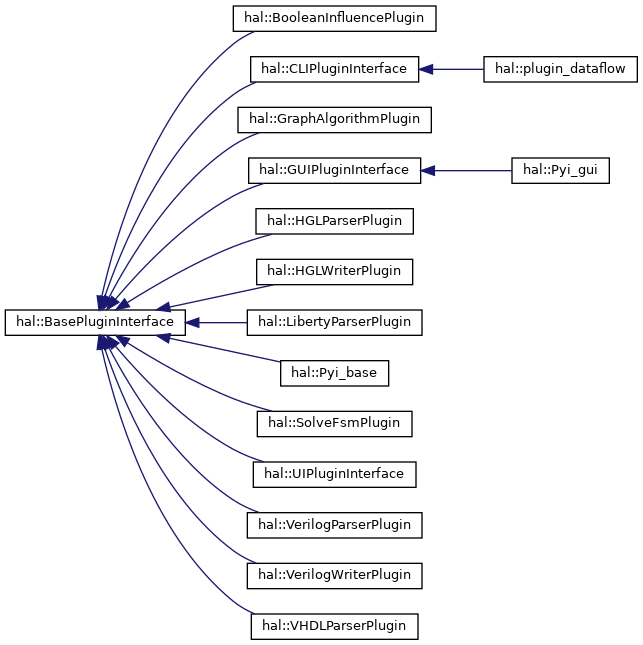 hal::BooleanInfluencePlugin
hal::CLIPluginInterface
hal::plugin_dataflow
hal::GraphAlgorithmPlugin
hal::GUIPluginInterface
hal::Pyi_gui
hal::HGLParserPlugin
hal::HGLWriterPlugin
hal::BasePluginInterface
hal::LibertyParserPlugin
hal::Pyi_base
hal::SolveFsmPlugin
hal::UIPluginInterface
hal::VerilogParserPlugin
hal::VerilogWriterPlugin
hal::VHDLParserPlugin